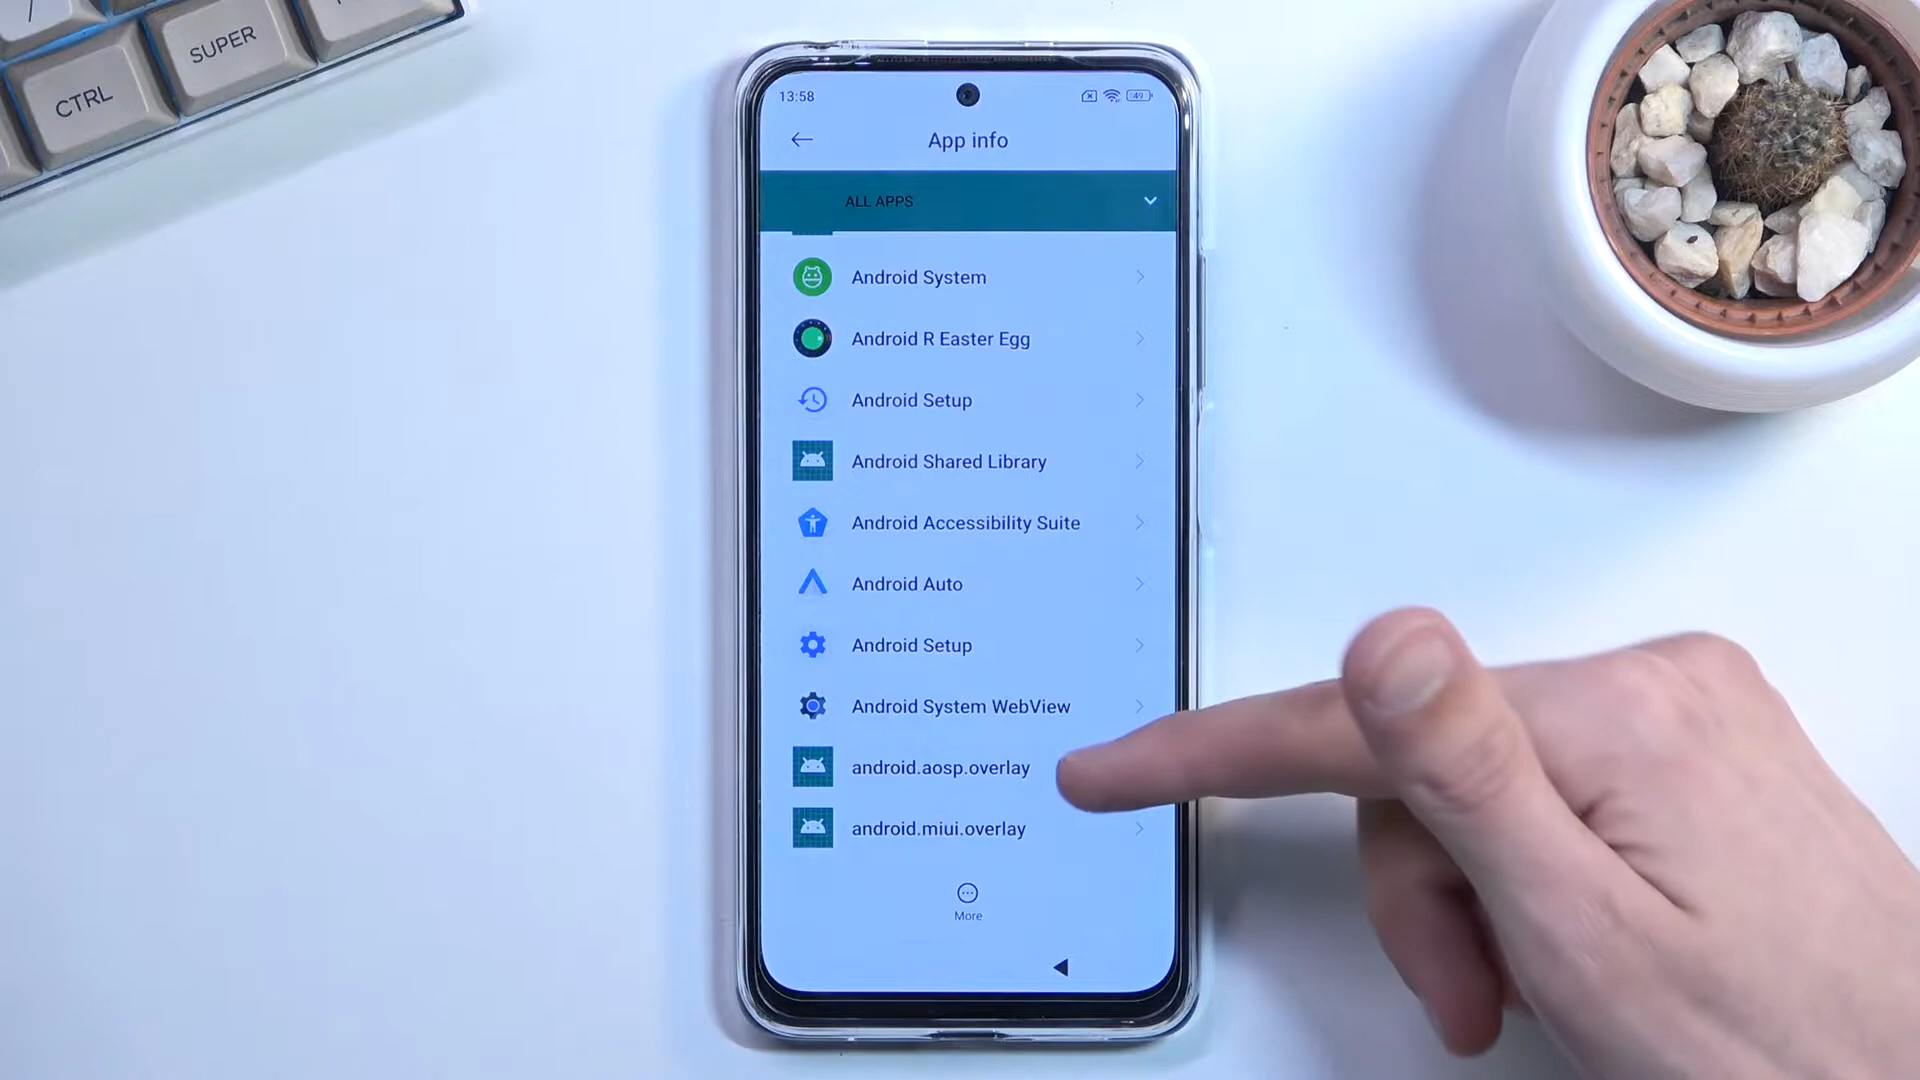 /
CTRL
SUPER
13:58
49
App info
ALL APPS
Android System
Android R Easter Egg
Android Setup
Android Shared Library
Android Accessibility Suite
Android Auto
Android Setup
Android System WebView
android.aosp.overlay
android.miui.overlay
More